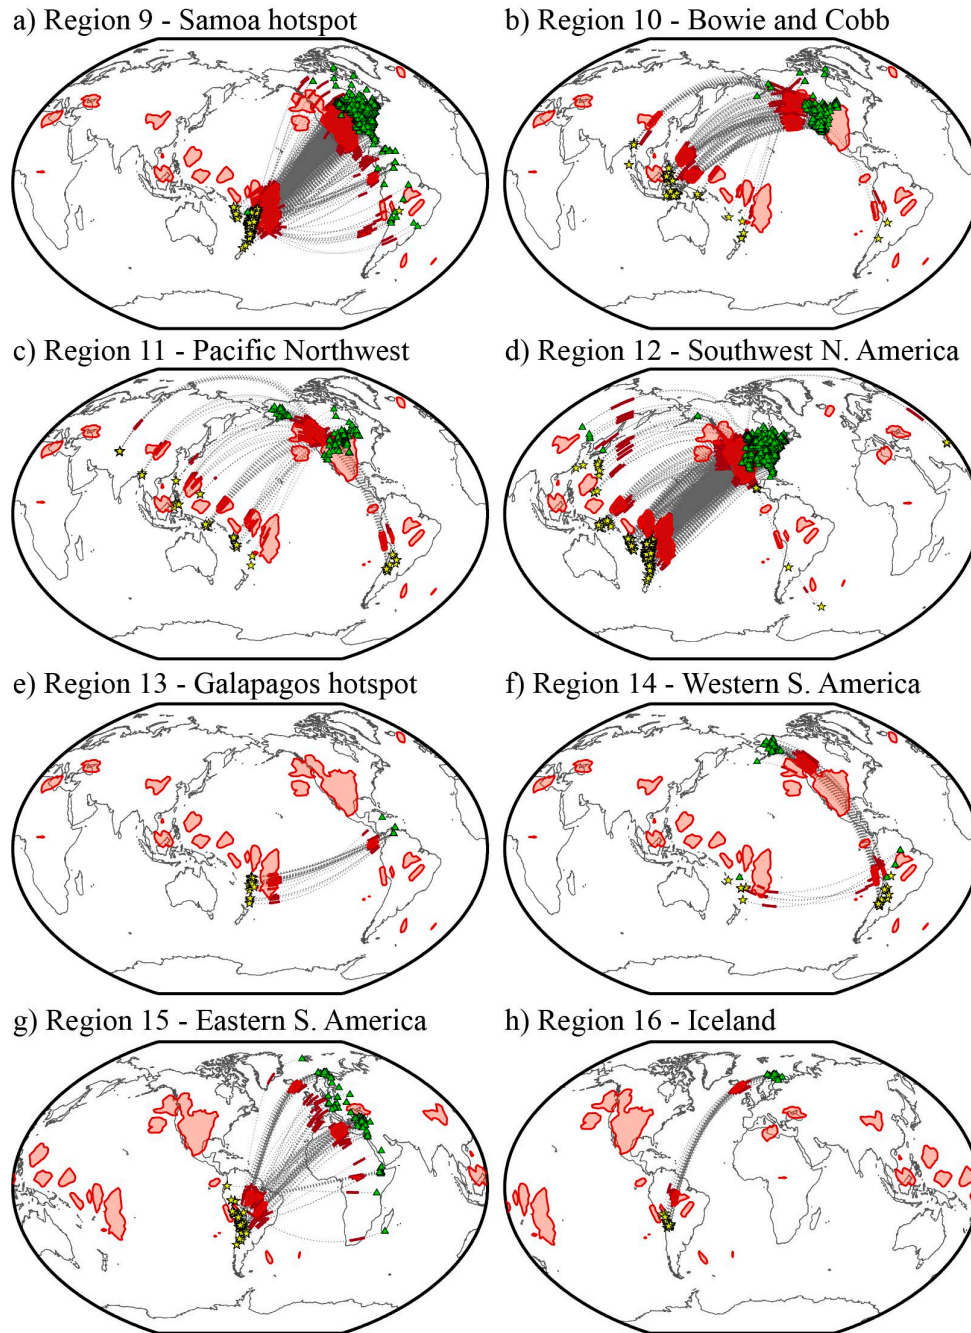 a) Region 9 - Samoa hotspot
b) Region 10 - Bowie and Cobb
c) Region 11 - Pacific Northwest
d) Region 12 - Southwest N. America
e) Region 13 - Galapagos hotspot
f) Region 14 - Western S. America
g) Region 15 - Eastern S. America
h) Region 16 - Iceland